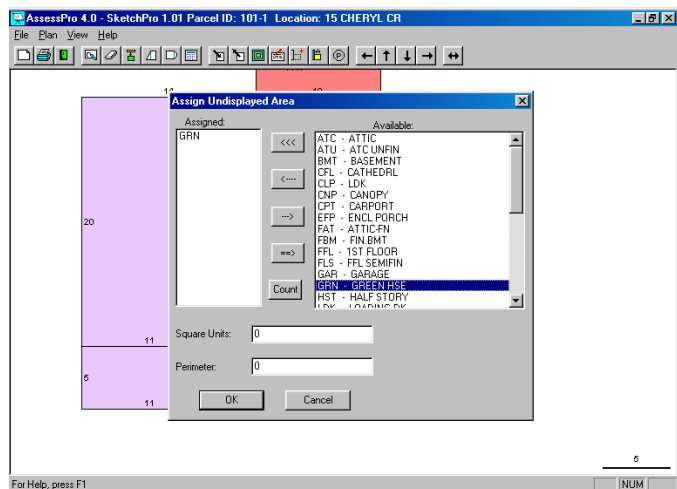 AssessPro 4.0 - SketchPro 1.01 Parcel ID: 101-1 Location: 15 CHERYL CR
File Plan View Help
Assign Undisplayed Area
Assigned:
GRN
<<<
<----
--->
==>
Count
Available:
ATC - ATTIC
ATU - ATC UNFIN
BMT - BASEMENT
CFL - CATHEDRL
CLP - LDK
CNP - CANOPY
CPT - CARPORT
EFP - ENCL PORCH
FAT - ATTIC-FN
FBM - FIN.BMT
FFL - 1ST FLOOR
FLS - FFL SEMIFIN
GAR - GARAGE
GRN - GREEN HSE
HST - HALF STORY
LDK - LOADING DK
Square Units: 0
Perimeter: 0
OK Cancel
20
11
5
11
5
For Help, press F1
NUM